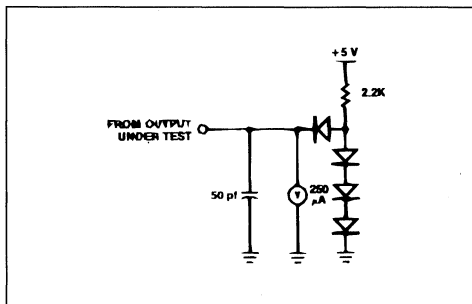 +5 V
2.2K
FROM OUTPUT
UNDER TEST
50 pf
250
μA